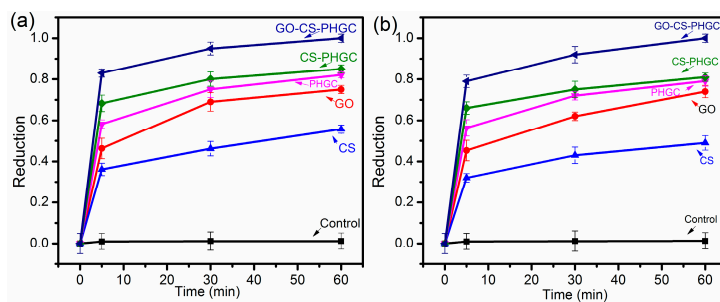 (a)
GO-CS-PHGC
CS-PHGC
PHGC
GO
CS
Control
Reduction
1.0
0.8
0.6
0.4
0.2
0.0
0 10 20 30 40 50 60
Time (min)
(b)
GO-CS-PHGC
CS-PHGC
PHGC
GO
CS
Control
Reduction
1.0
0.8
0.6
0.4
0.2
0.0
0 10 20 30 40 50 60
Time (min)